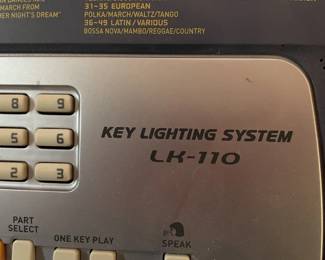 MARCH FROM
31-35 EUROPEAN
HER NIGHT'S DREAM"
POLKA/MARCH/WALTZ/TANGO
36-49 LATIN / VARIOUS
BOSSA NOVA/MAMBO/REGGAE/COUNTRY
8 9
KEY LIGHTING SYSTEM
5 6
LK-110
2 3
PART
SELECT
ONE KEY PLAY
SPEAK